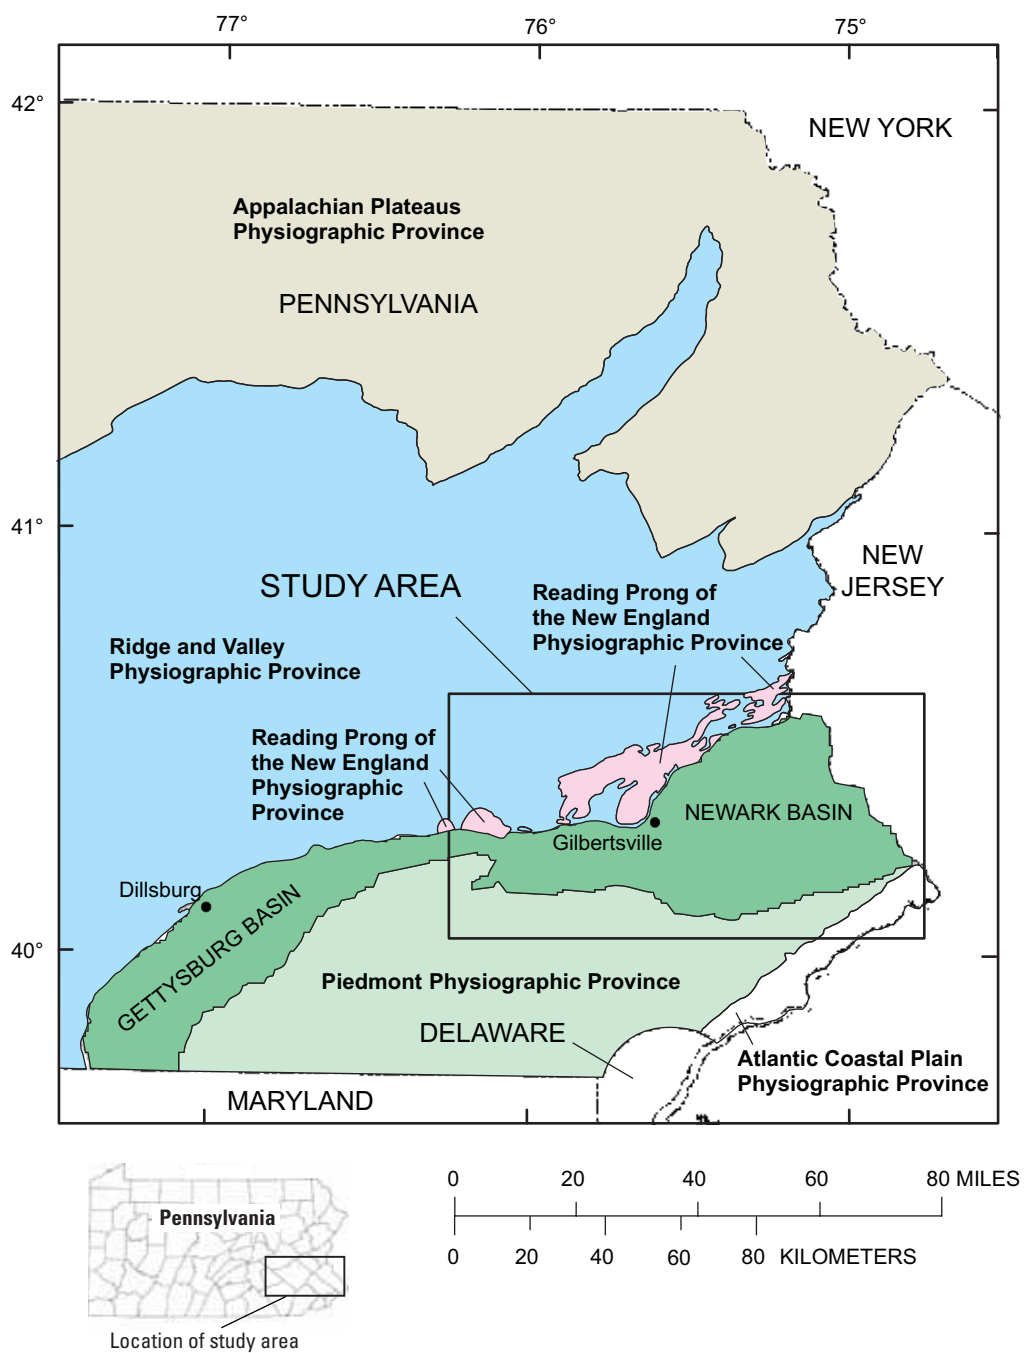 77°
76°
75°
42°
NEW YORK
Appalachian Plateaus
Physiographic Province
PENNSYLVANIA
41°
NEW
JERSEY
STUDY AREA
Reading Prong of
the New England
Physiographic Province
Ridge and Valley
Physiographic Province
Reading Prong of
the New England
Physiographic
Province
NEWARK BASIN
Gilbertsville
Dillsburg
GETTYSBURG BASIN
40°
Piedmont Physiographic Province
DELAWARE
Atlantic Coastal Plain
Physiographic Province
MARYLAND
0 20 40 60 80 MILES
0 20 40 60 80 KILOMETERS
Pennsylvania
Location of study area